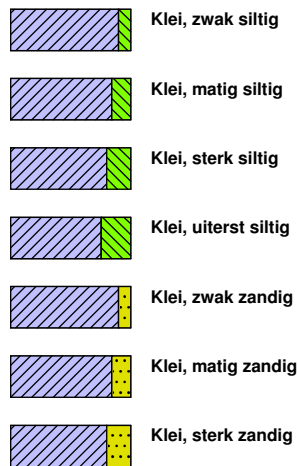 Klei, zwak siltig
Klei, matig siltig
Klei, sterk siltig
Klei, uiterst siltig
Klei, zwak zandig
Klei, matig zandig
Klei, sterk zandig